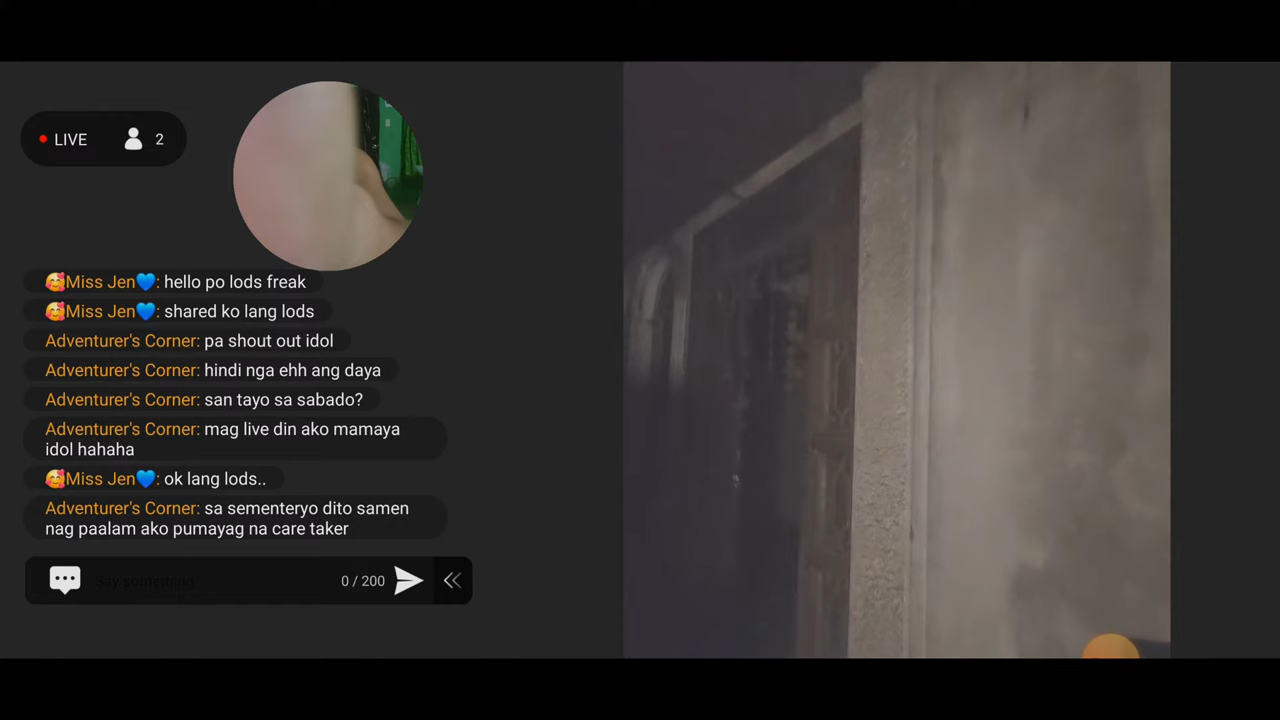 LIVE 2
🥰Miss Jen💙: hello po lods freak
🥰Miss Jen💙: shared ko lang lods
Adventurer's Corner: pa shout out idol
Adventurer's Corner: hindi nga ehh ang daya
Adventurer's Corner: san tayo sa sabado?
Adventurer's Corner: mag live din ako mamaya
idol hahaha
🥰Miss Jen💙: ok lang lods..
Adventurer's Corner: sa sementeryo dito samen
nag paalam ako pumayag na care taker
Say something 0 / 200